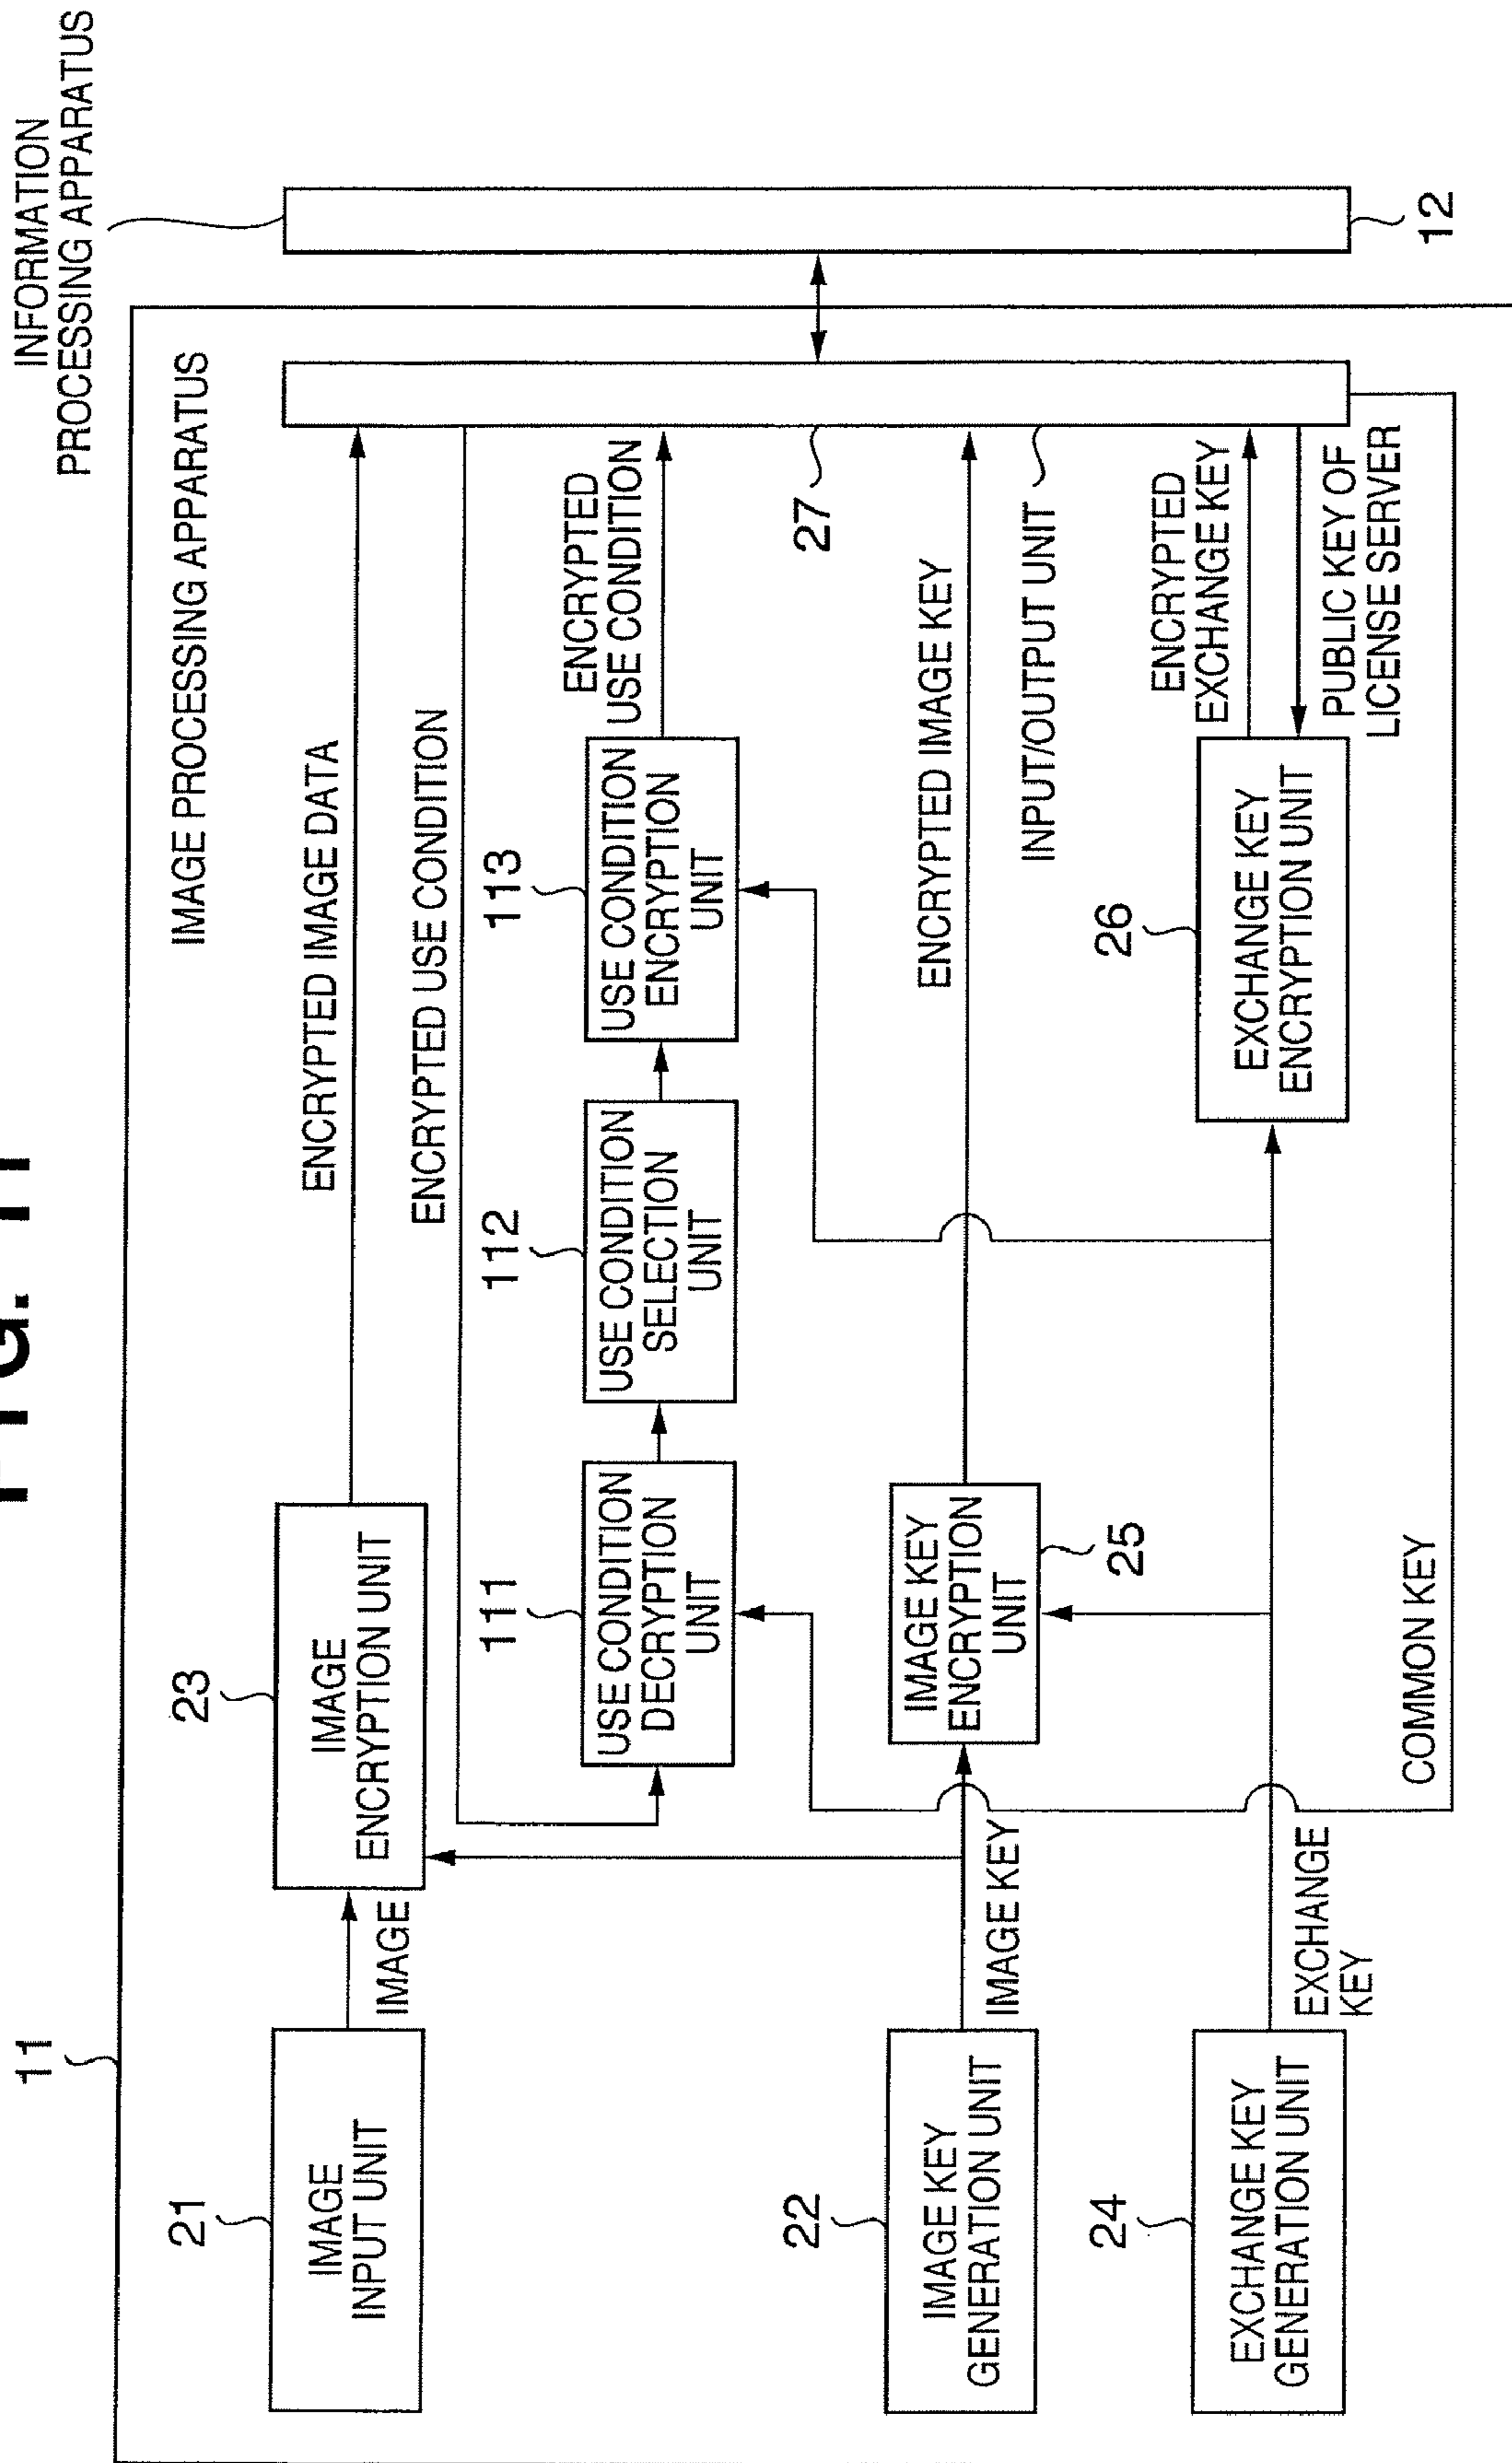 FIG. 11
11
IMAGE PROCESSING APPARATUS
INFORMATION
PROCESSING APPARATUS
21
IMAGE
INPUT UNIT
IMAGE
23
IMAGE
ENCRYPTION UNIT
ENCRYPTED IMAGE DATA
ENCRYPTED USE CONDITION
111
USE CONDITION
DECRYPTION
UNIT
112
USE CONDITION
SELECTION
UNIT
113
USE CONDITION
ENCRYPTION
UNIT
ENCRYPTED
USE CONDITION
27
22
IMAGE KEY
GENERATION UNIT
IMAGE KEY
IMAGE KEY
ENCRYPTION
UNIT
25
ENCRYPTED IMAGE KEY
INPUT/OUTPUT UNIT
24
EXCHANGE KEY
GENERATION UNIT
EXCHANGE
KEY
26
EXCHANGE KEY
ENCRYPTION UNIT
ENCRYPTED
EXCHANGE KEY
PUBLIC KEY OF
LICENSE SERVER
COMMON KEY
12